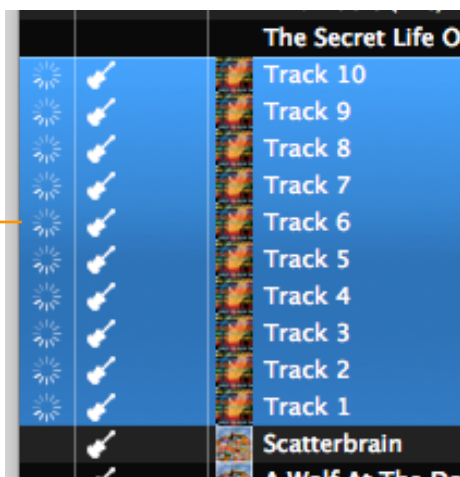 The Secret Life O
Track 10
Track 9
Track 8
Track 7
Track 6
Track 5
Track 4
Track 3
Track 2
Track 1
Scatterbrain
A Wolf At The